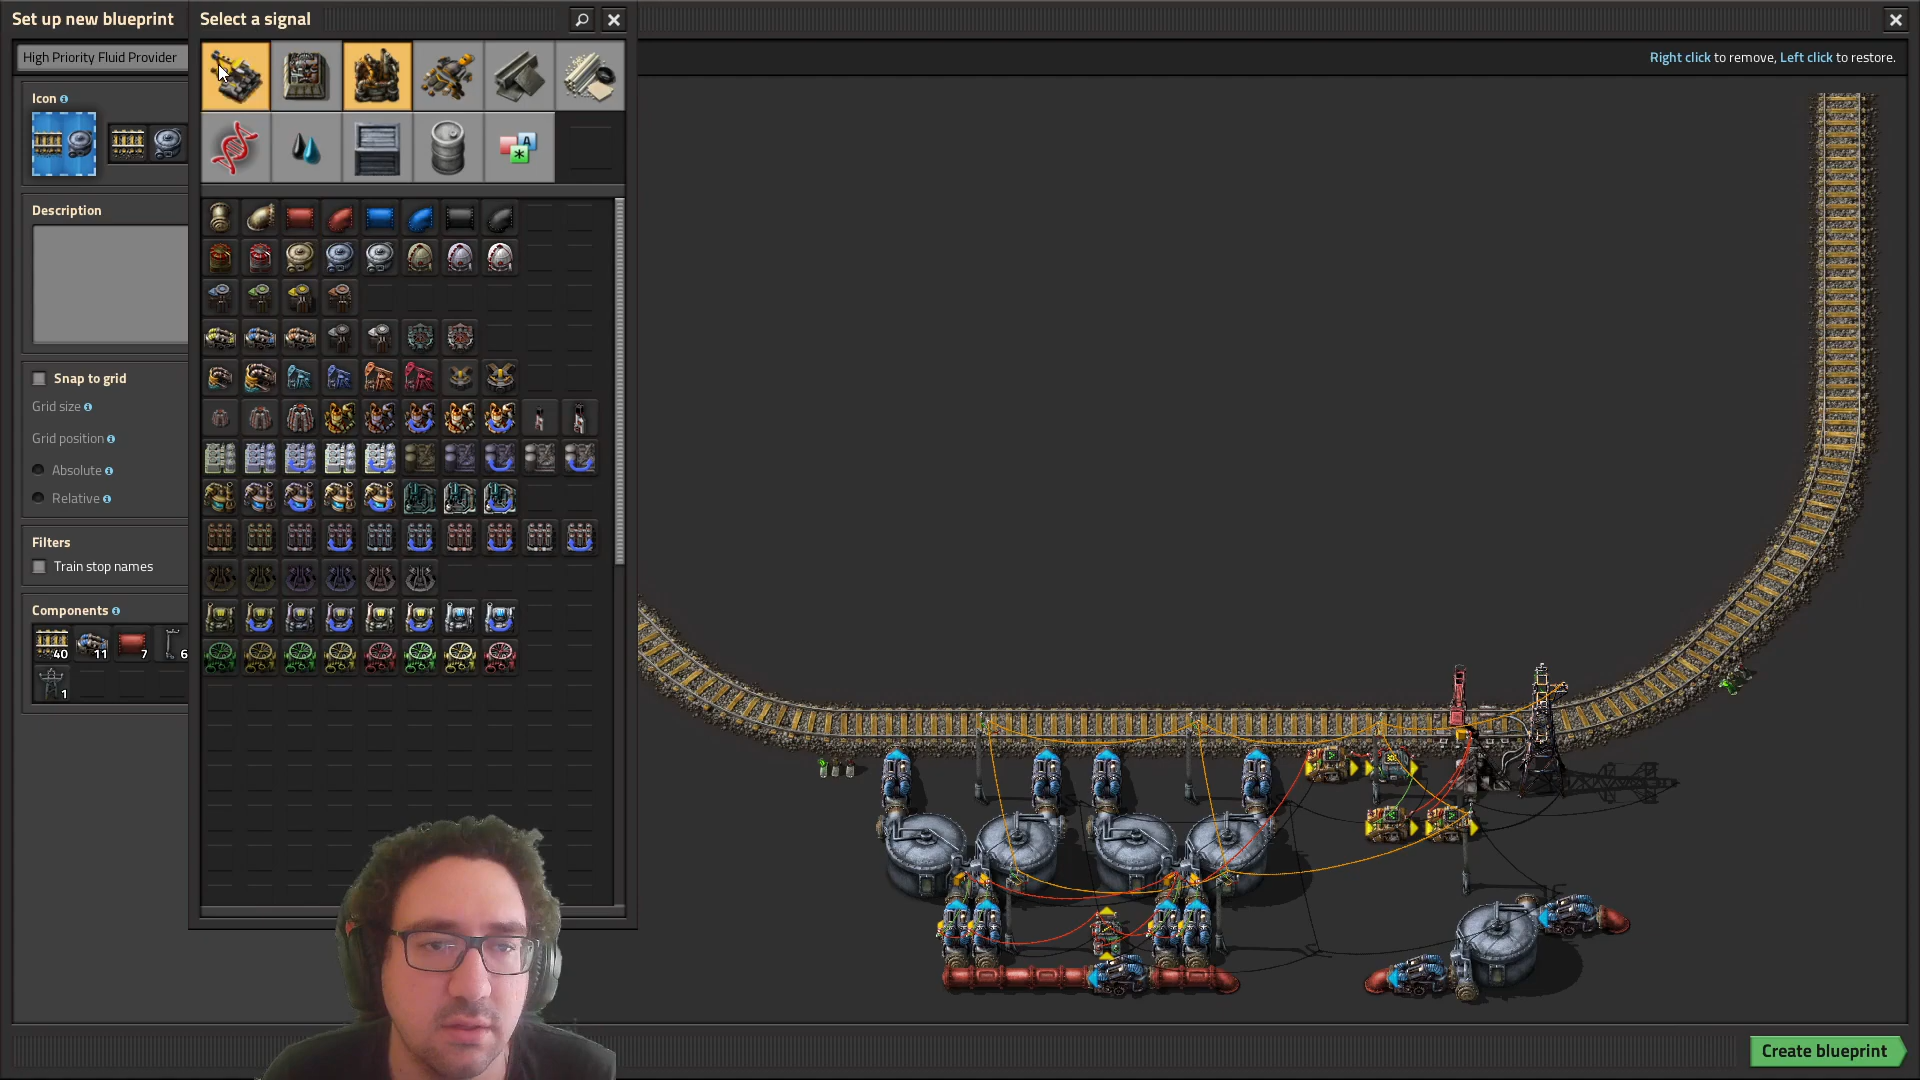 Set up new blueprint
Select a signal
High Priority Fluid Provider
Right click to remove, Left click to restore.
Icon
Description
Snap to grid
Grid size
Grid position
Absolute
Relative
Filters
Train stop names
Components
40
11
7
6
1
Create blueprint